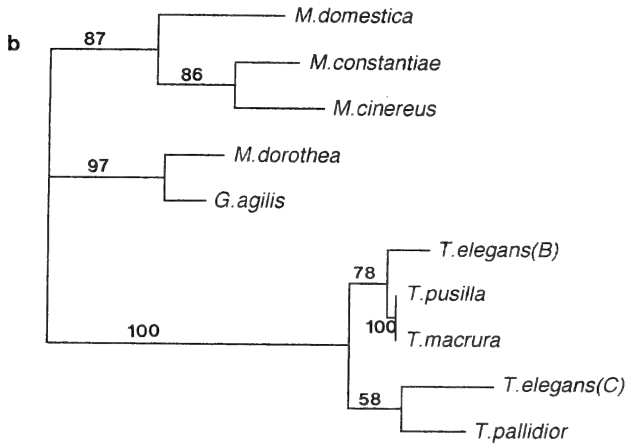 b
87
M.domestica
86
M.constantiae
M.cinereus
97
M.dorothea
G.agilis
100
78
T.elegans(B)
100
T.pusilla
T.macrura
58
T.elegans(C)
T.pallidior